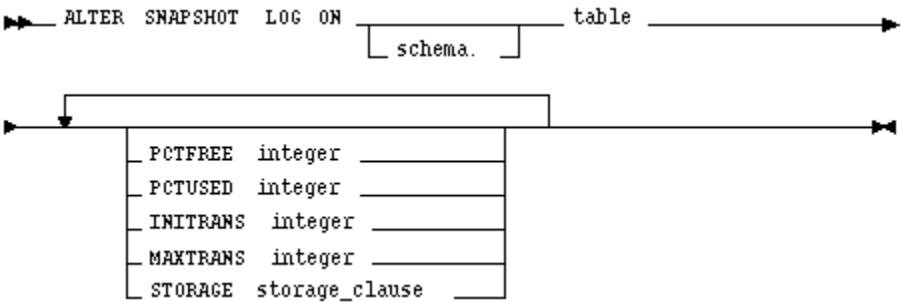 ALTER SNAPSHOT LOG ON table
schema.
PCTFREE integer
PCTUSED integer
INITRANS integer
MAXTRANS integer
STORAGE storage_clause